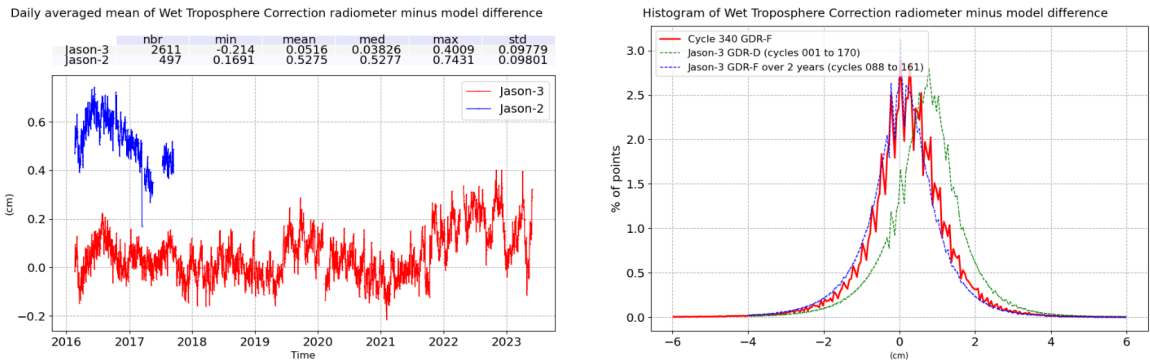 Daily averaged mean of Wet Troposphere Correction radiometer minus model difference
nbr min mean med max std
Jason-3 2611 -0.214 0.0516 0.03826 0.4009 0.09779
Jason-2 497 0.1691 0.5275 0.5277 0.7431 0.09801
Jason-3
Jason-2
0.6
0.4
0.2
0.0
−0.2
(cm)
2016 2017 2018 2019 2020 2021 2022 2023
Time
Histogram of Wet Troposphere Correction radiometer minus model difference
Cycle 340 GDR-F
Jason-3 GDR-D (cycles 001 to 170)
Jason-3 GDR-F over 2 years (cycles 088 to 161)
3.0
2.5
2.0
1.5
1.0
0.5
0.0
% of points
−6 −4 −2 0 2 4 6
(cm)